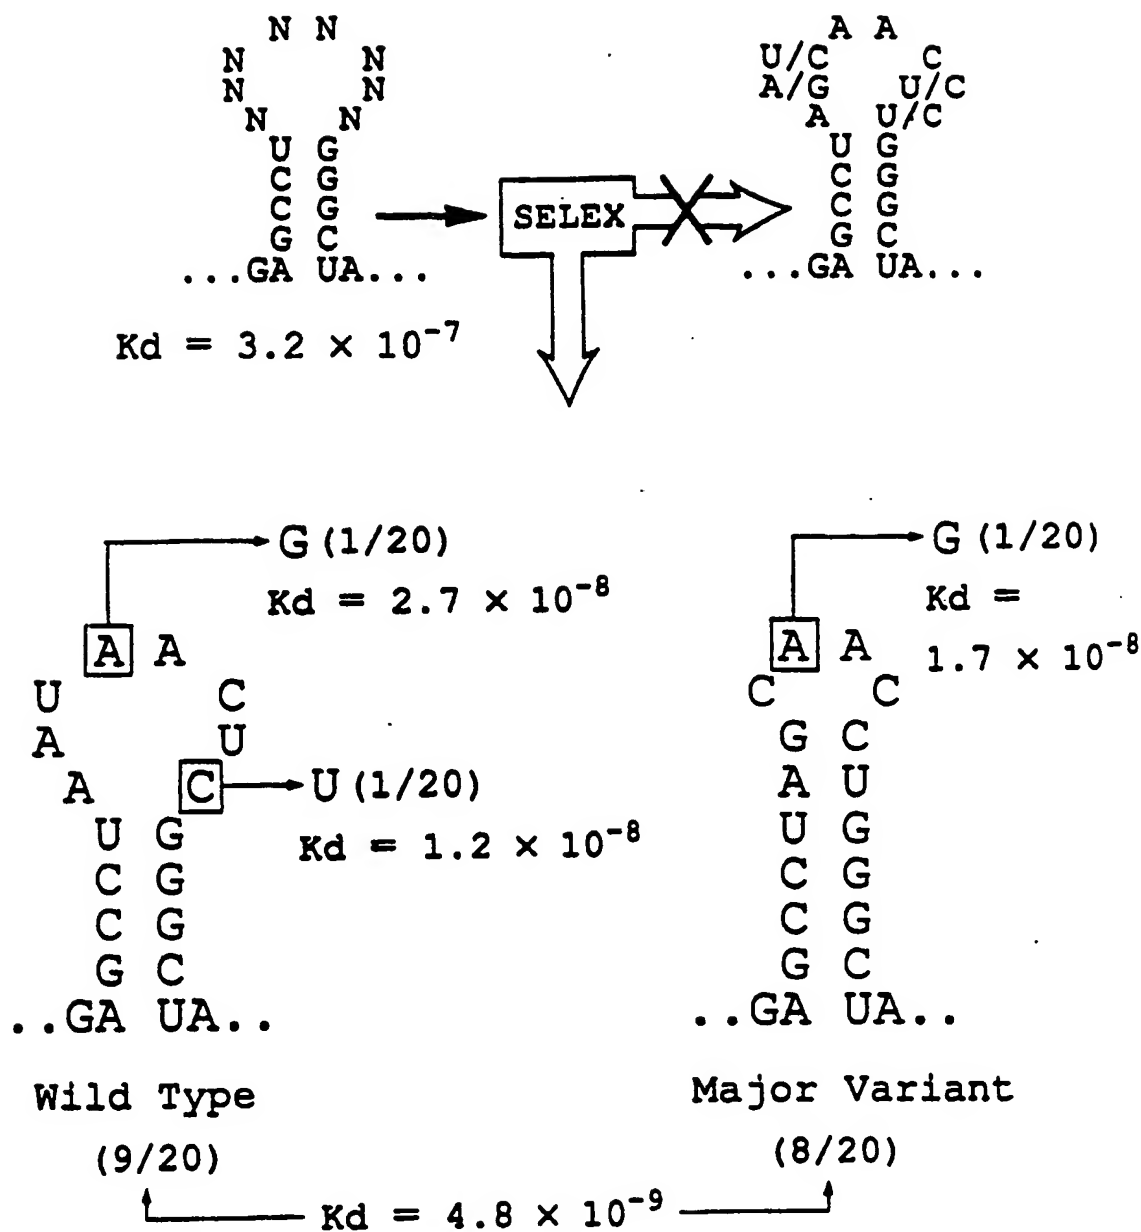 N N
N N
N N
N N
U G
C G
C G
G C
...GA UA...
Kd = 3.2 × 10⁻⁷
SELEX
A A
U/C C
A/G U/C C
A U/C
U G
C G
C G
G C
...GA UA...
G (1/20)
Kd = 2.7 × 10⁻⁸
A A
U C
A U
A C
U (1/20)
Kd = 1.2 × 10⁻⁸
U G
C G
C G
G C
..GA UA..
Wild Type
(9/20)
G (1/20)
Kd =
1.7 × 10⁻⁸
A A
C C
G C
A U
U G
C G
C G
G C
..GA UA..
Major Variant
(8/20)
Kd = 4.8 × 10⁻⁹